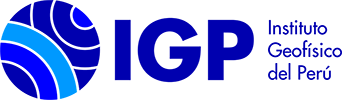 IGP
Instituto
Geofísico
del Perú